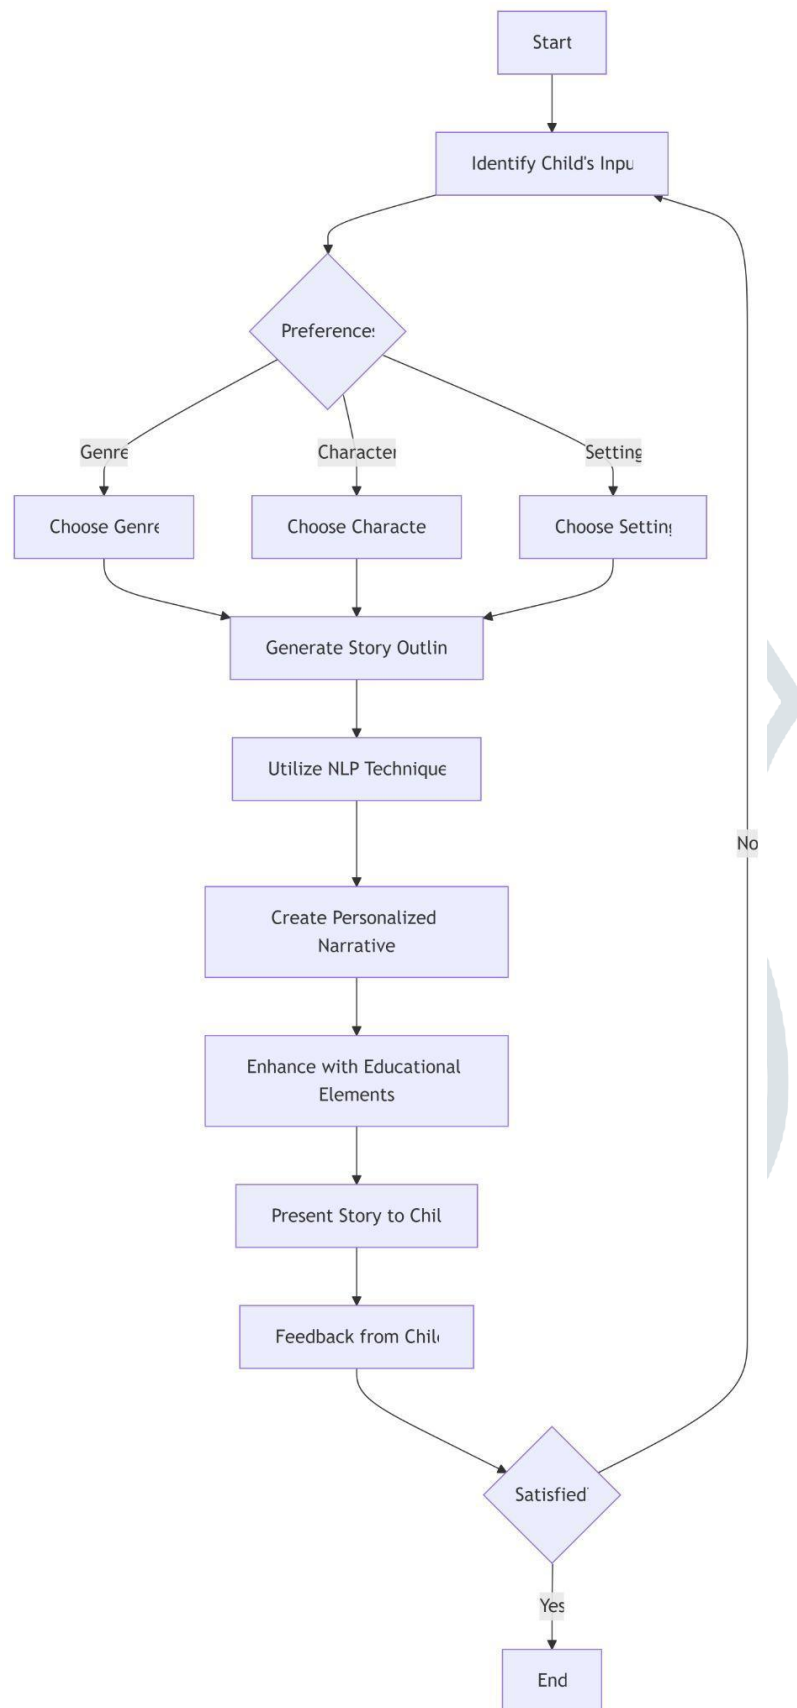 Start
Identify Child's Inpu
Preferences
Genre
Character
Setting
Choose Genre
Choose Characte
Choose Setting
Generate Story Outlin
Utilize NLP Technique
Create Personalized
Narrative
Enhance with Educational
Elements
Present Story to Chil
Feedback from Chil
Satisfied
No
Yes
End